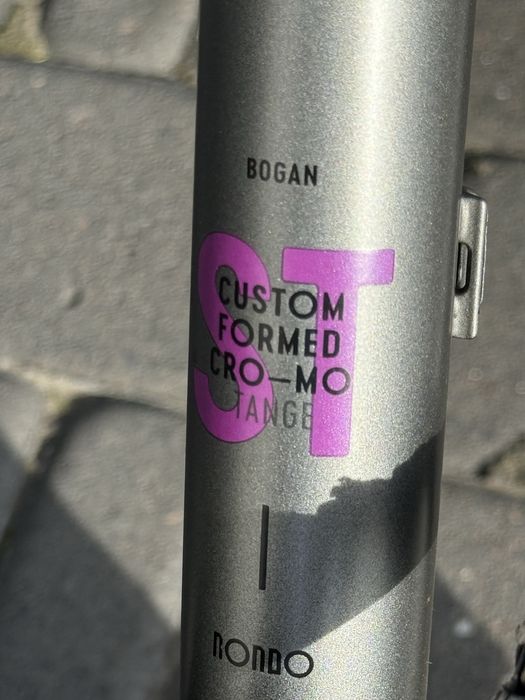 BOGAN
ST
CUSTOM
FORMED
CRO—MO
TANGE
RONDO